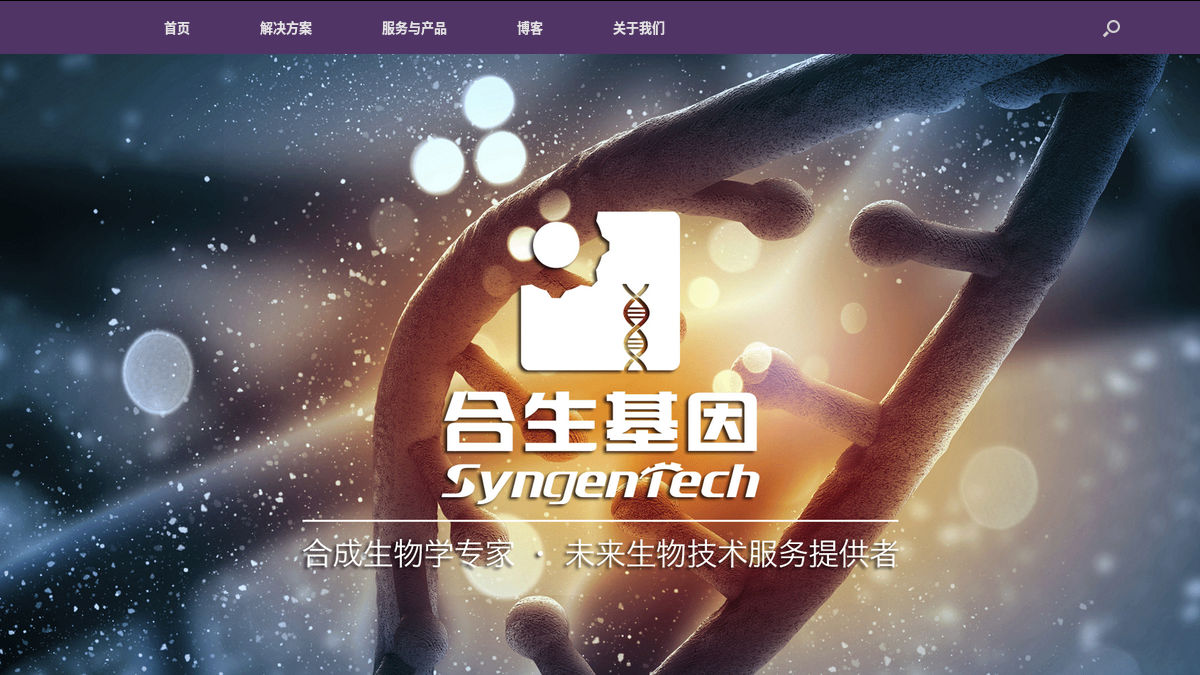 首页 解决方案 服务与产品 博客 关于我们
合生基因
SyngenTech
合成生物学专家 · 未来生物技术服务提供者